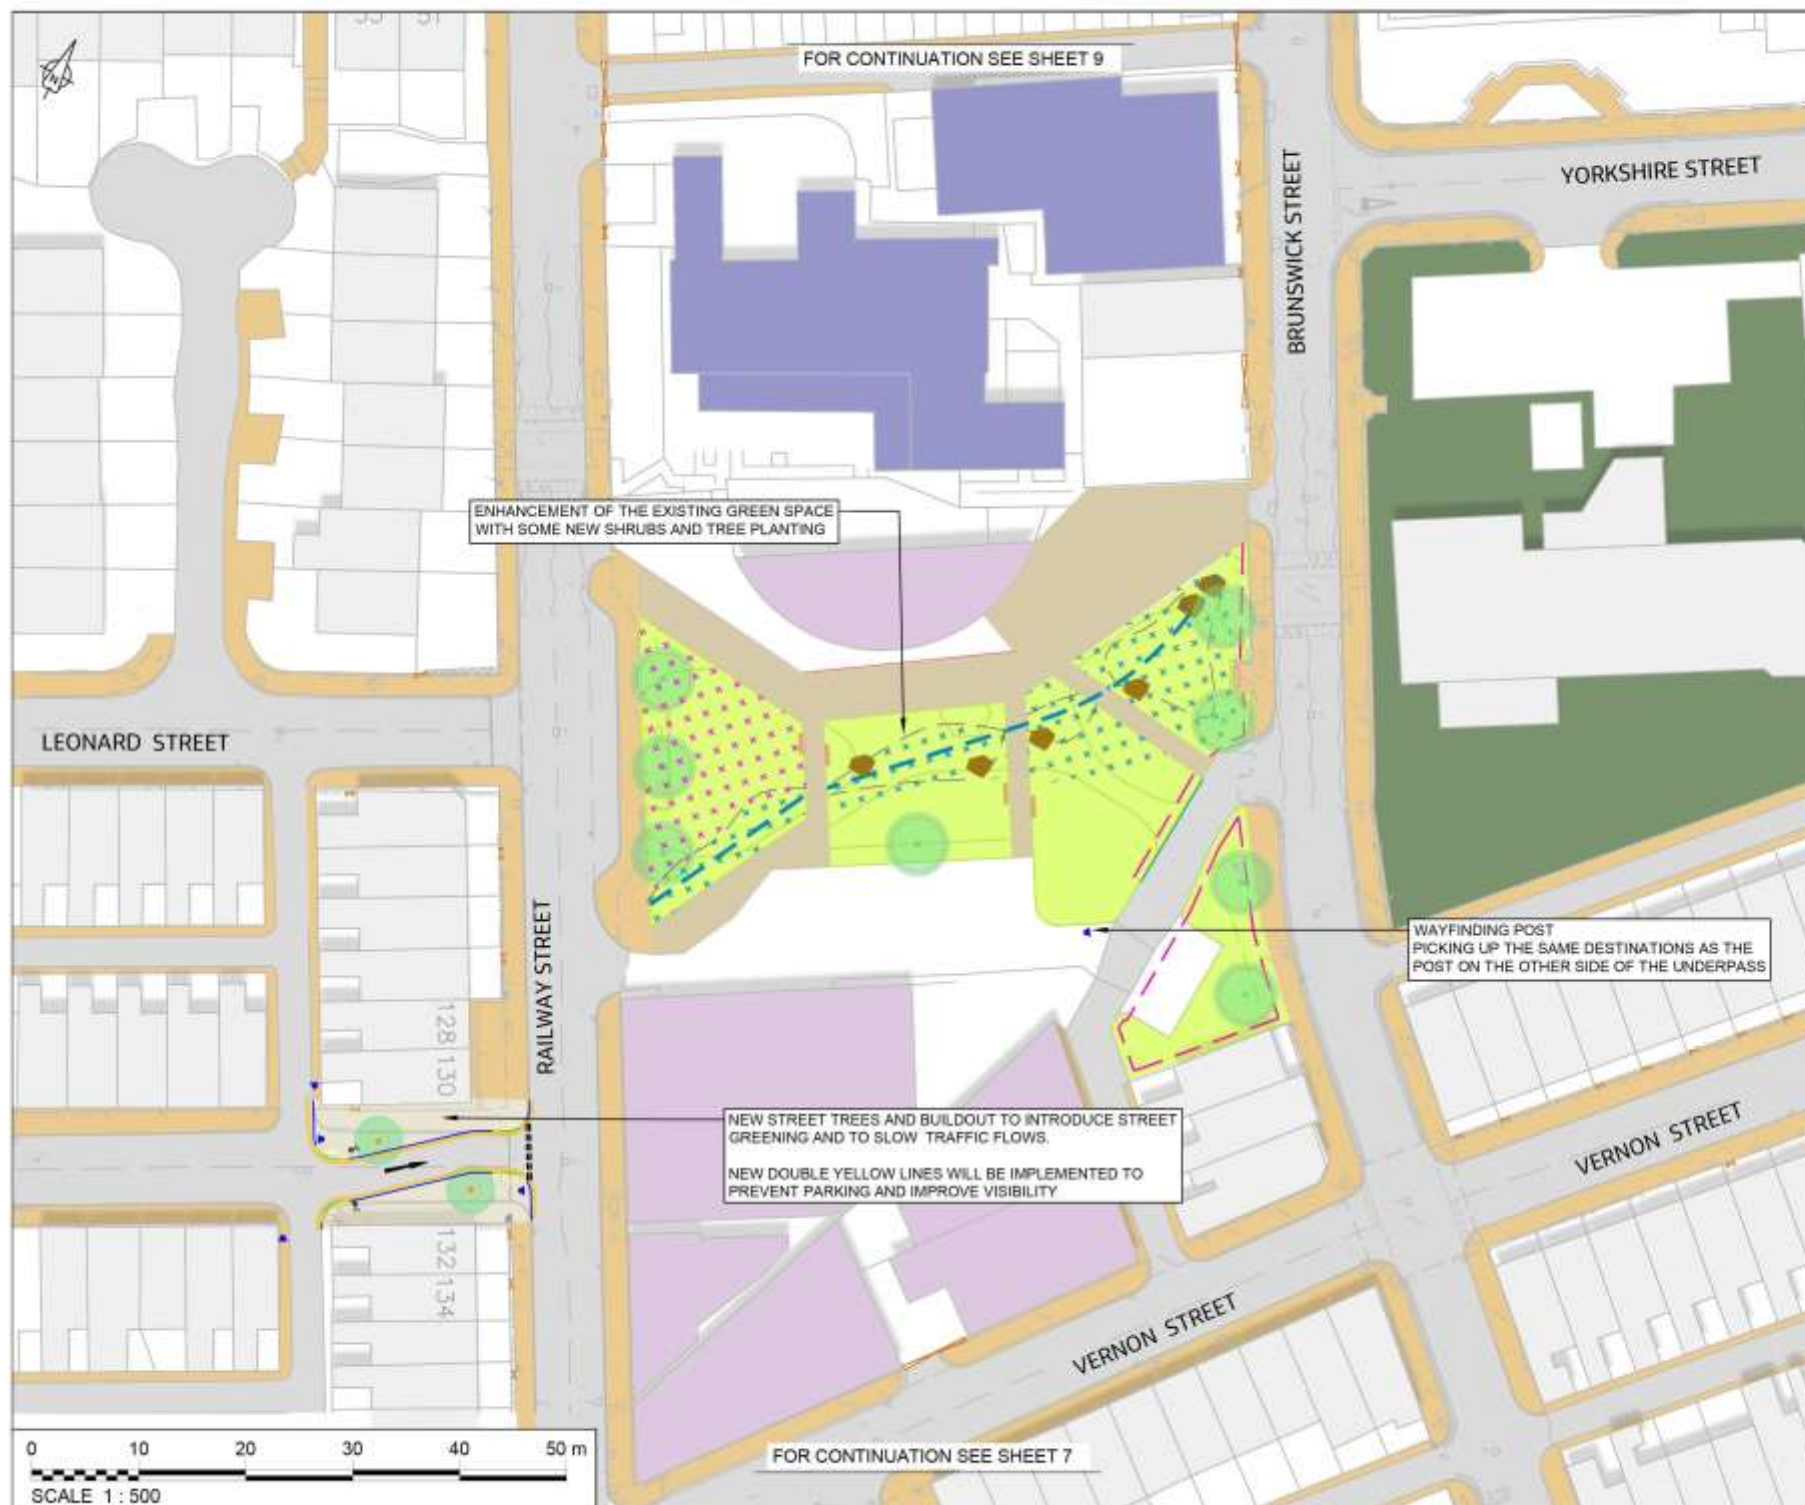 55 51
N
FOR CONTINUATION SEE SHEET 9
YORKSHIRE STREET
BRUNSWICK STREET
ENHANCEMENT OF THE EXISTING GREEN SPACE
WITH SOME NEW SHRUBS AND TREE PLANTING
LEONARD STREET
RAILWAY STREET
WAYFINDING POST
PICKING UP THE SAME DESTINATIONS AS THE
POST ON THE OTHER SIDE OF THE UNDERPASS
128 130
NEW STREET TREES AND BUILDOUT TO INTRODUCE STREET
GREENING AND TO SLOW TRAFFIC FLOWS.
NEW DOUBLE YELLOW LINES WILL BE IMPLEMENTED TO
PREVENT PARKING AND IMPROVE VISIBILITY
VERNON STREET
132 134
VERNON STREET
0 10 20 30 40 50 m
SCALE 1 : 500
FOR CONTINUATION SEE SHEET 7